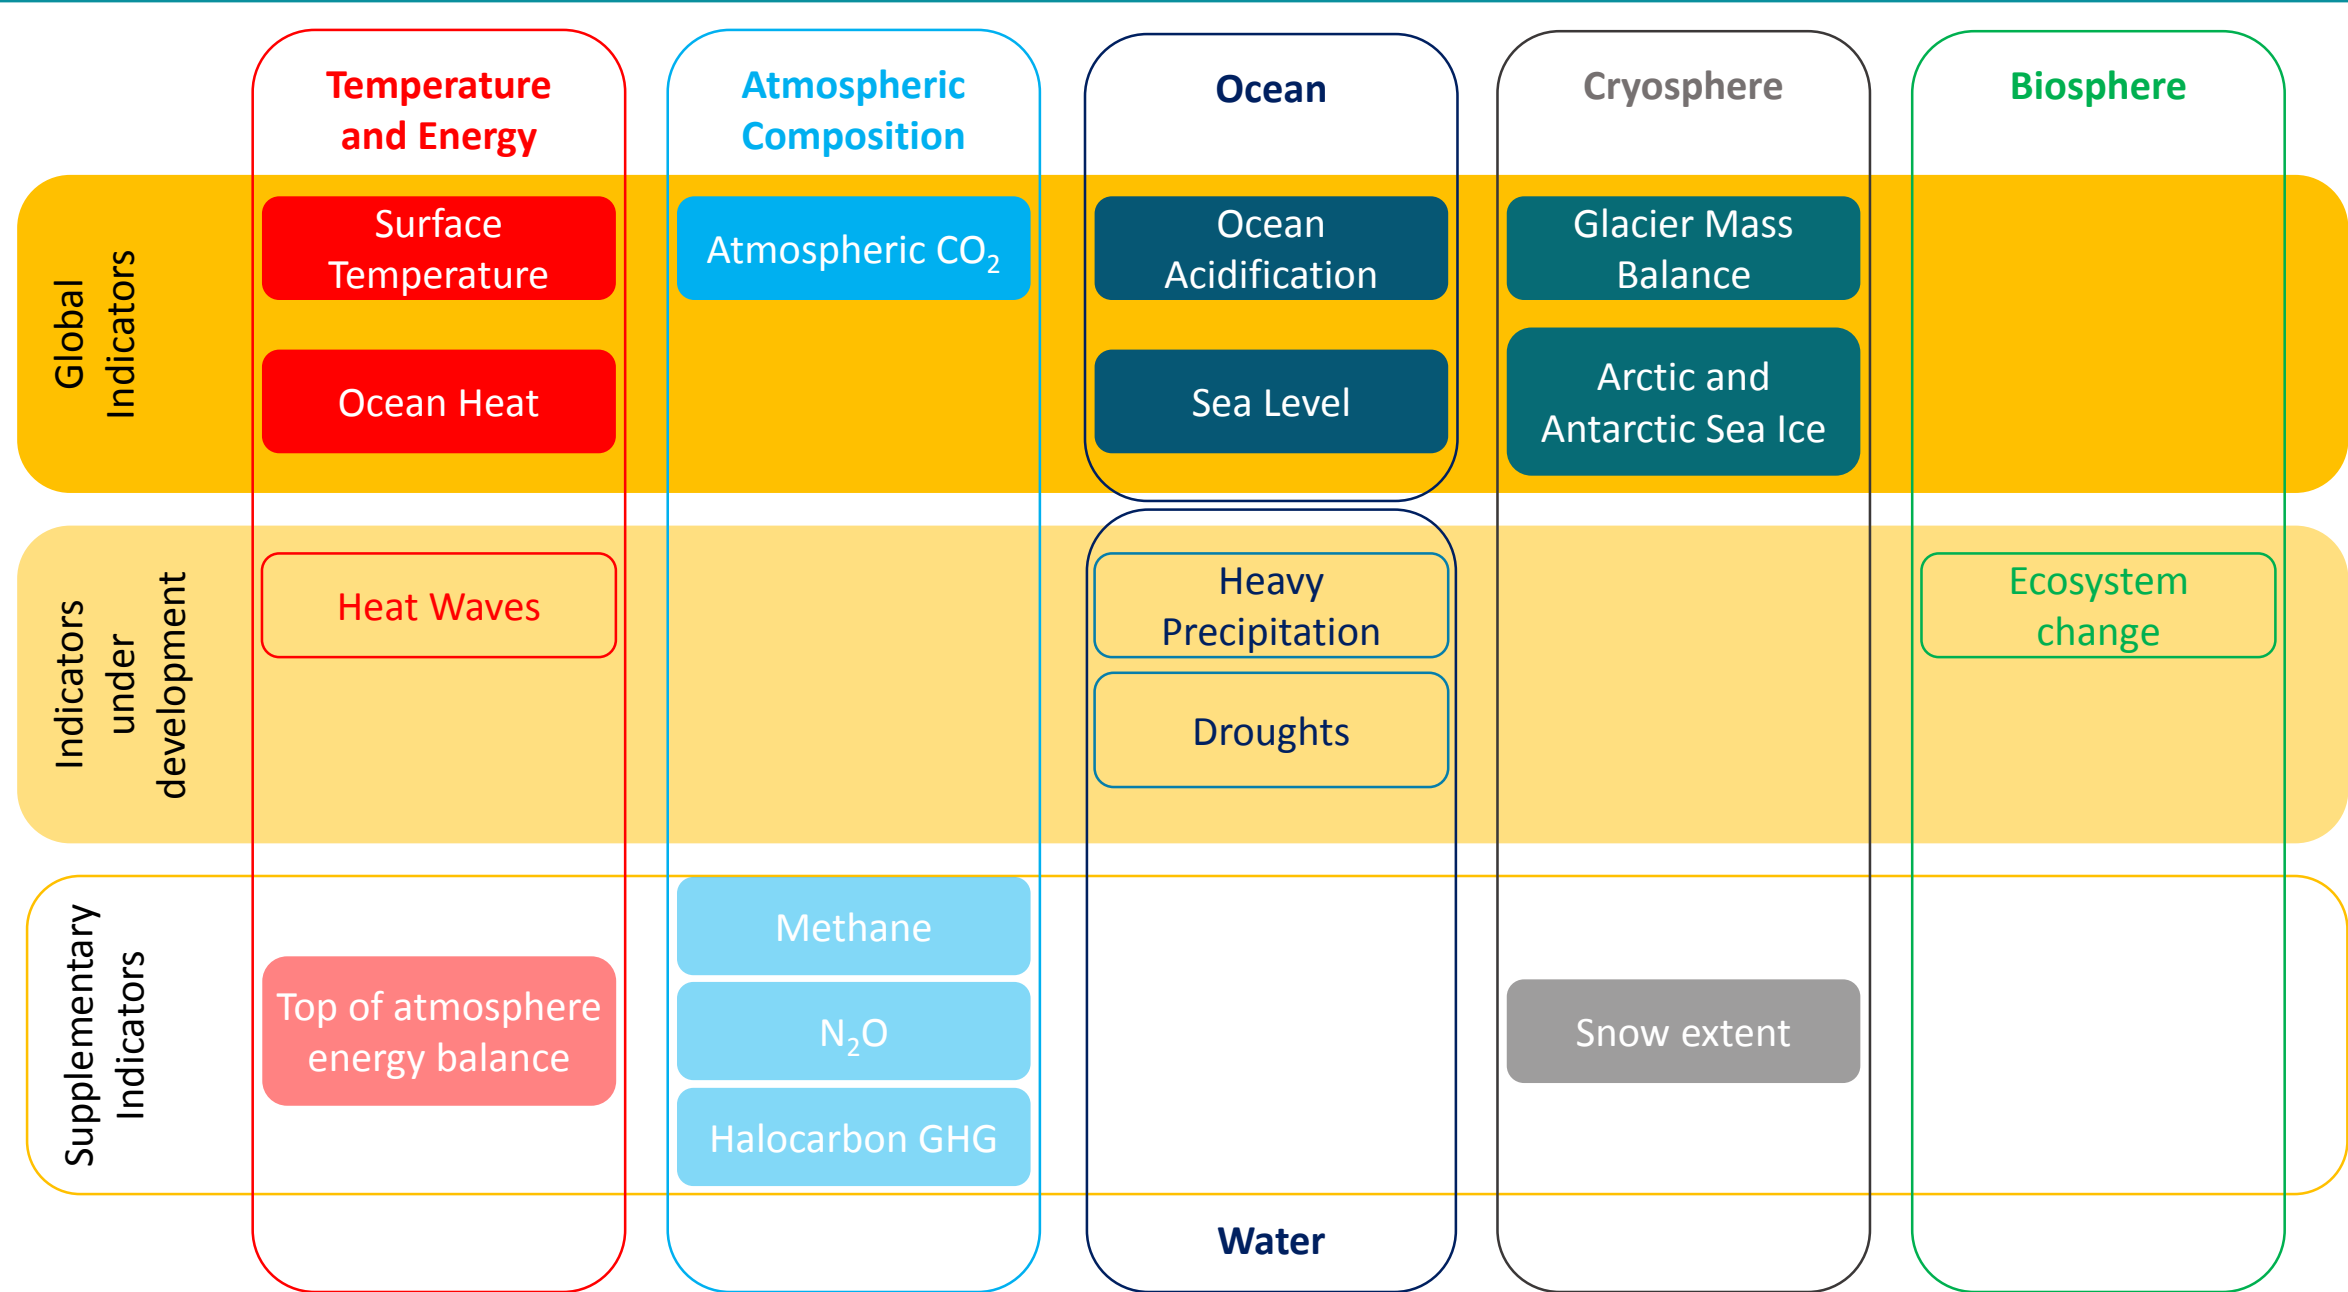 Temperature
and Energy
Atmospheric
Composition
Ocean
Cryosphere
Biosphere
Global
Indicators
Surface
Temperature
Atmospheric CO₂
Ocean
Acidification
Glacier Mass
Balance
Ocean Heat
Sea Level
Arctic and
Antarctic Sea Ice
Indicators
under
development
Heat Waves
Heavy
Precipitation
Ecosystem
change
Droughts
Supplementary
Indicators
Top of atmosphere
energy balance
Methane
N₂O
Halocarbon GHG
Snow extent
Water